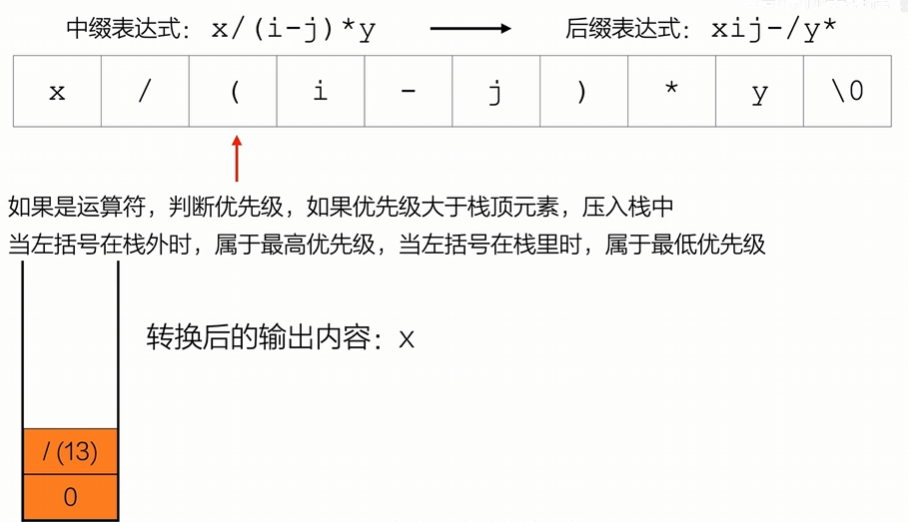 中缀表达式：x/(i-j)*y 后缀表达式：xij-/y*
x / ( i - j ) * y \0
如果是运算符，判断优先级，如果优先级大于栈顶元素，压入栈中
当左括号在栈外时，属于最高优先级，当左括号在栈里时，属于最低优先级
转换后的输出内容：x
/(13)
0